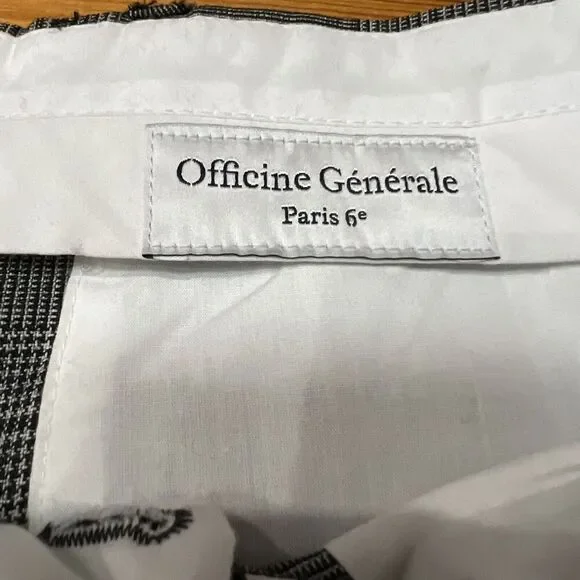 Officine Générale
Paris 6ᵉ